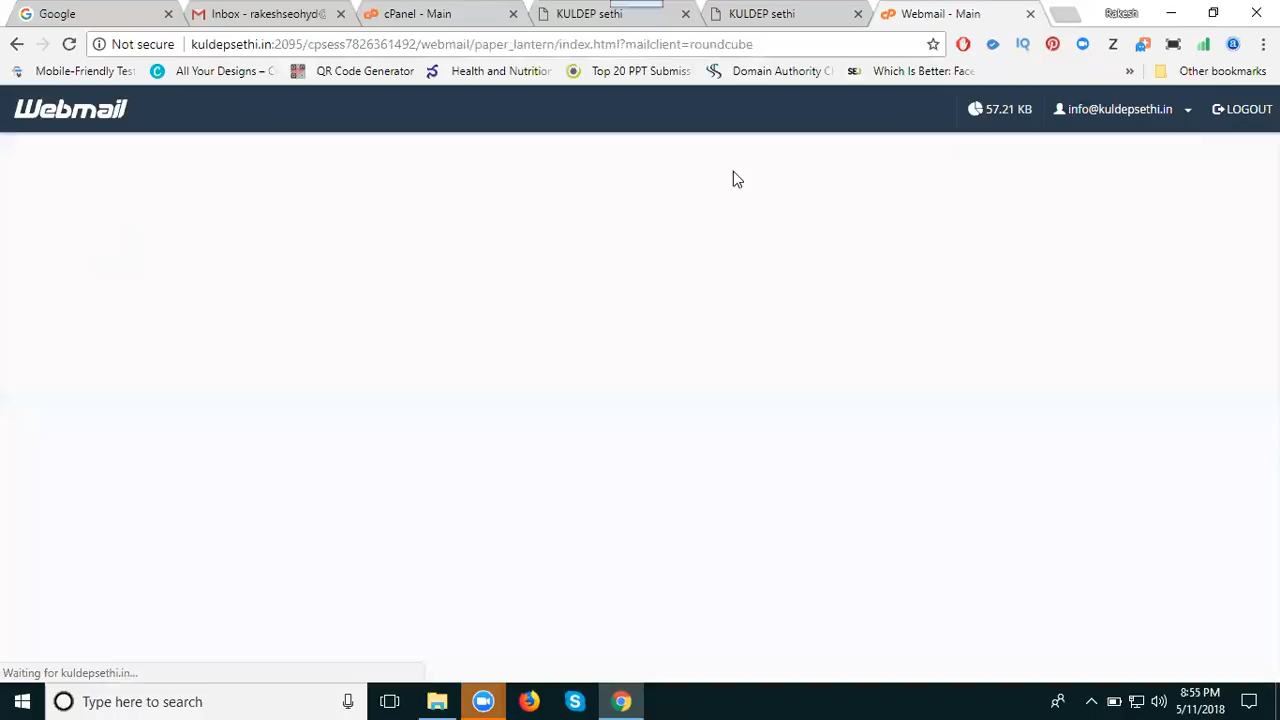 Google
Inbox - rakeshseohyd@
cPanel - Main
KULDEP sethi
KULDEP sethi
Webmail - Main
Rakesh
Not secure
kuldepsethi.in:2095/cpsess7826361492/webmail/paper_lantern/index.html?mailclient=roundcube
Mobile-Friendly Tes
All Your Designs – C
QR Code Generator
Health and Nutrition
Top 20 PPT Submiss
Domain Authority Cl
Which Is Better: Face
Other bookmarks
Webmail
57.21 KB
info@kuldepsethi.in
LOGOUT
Waiting for kuldepsethi.in...
Type here to search
8:55 PM
5/11/2018